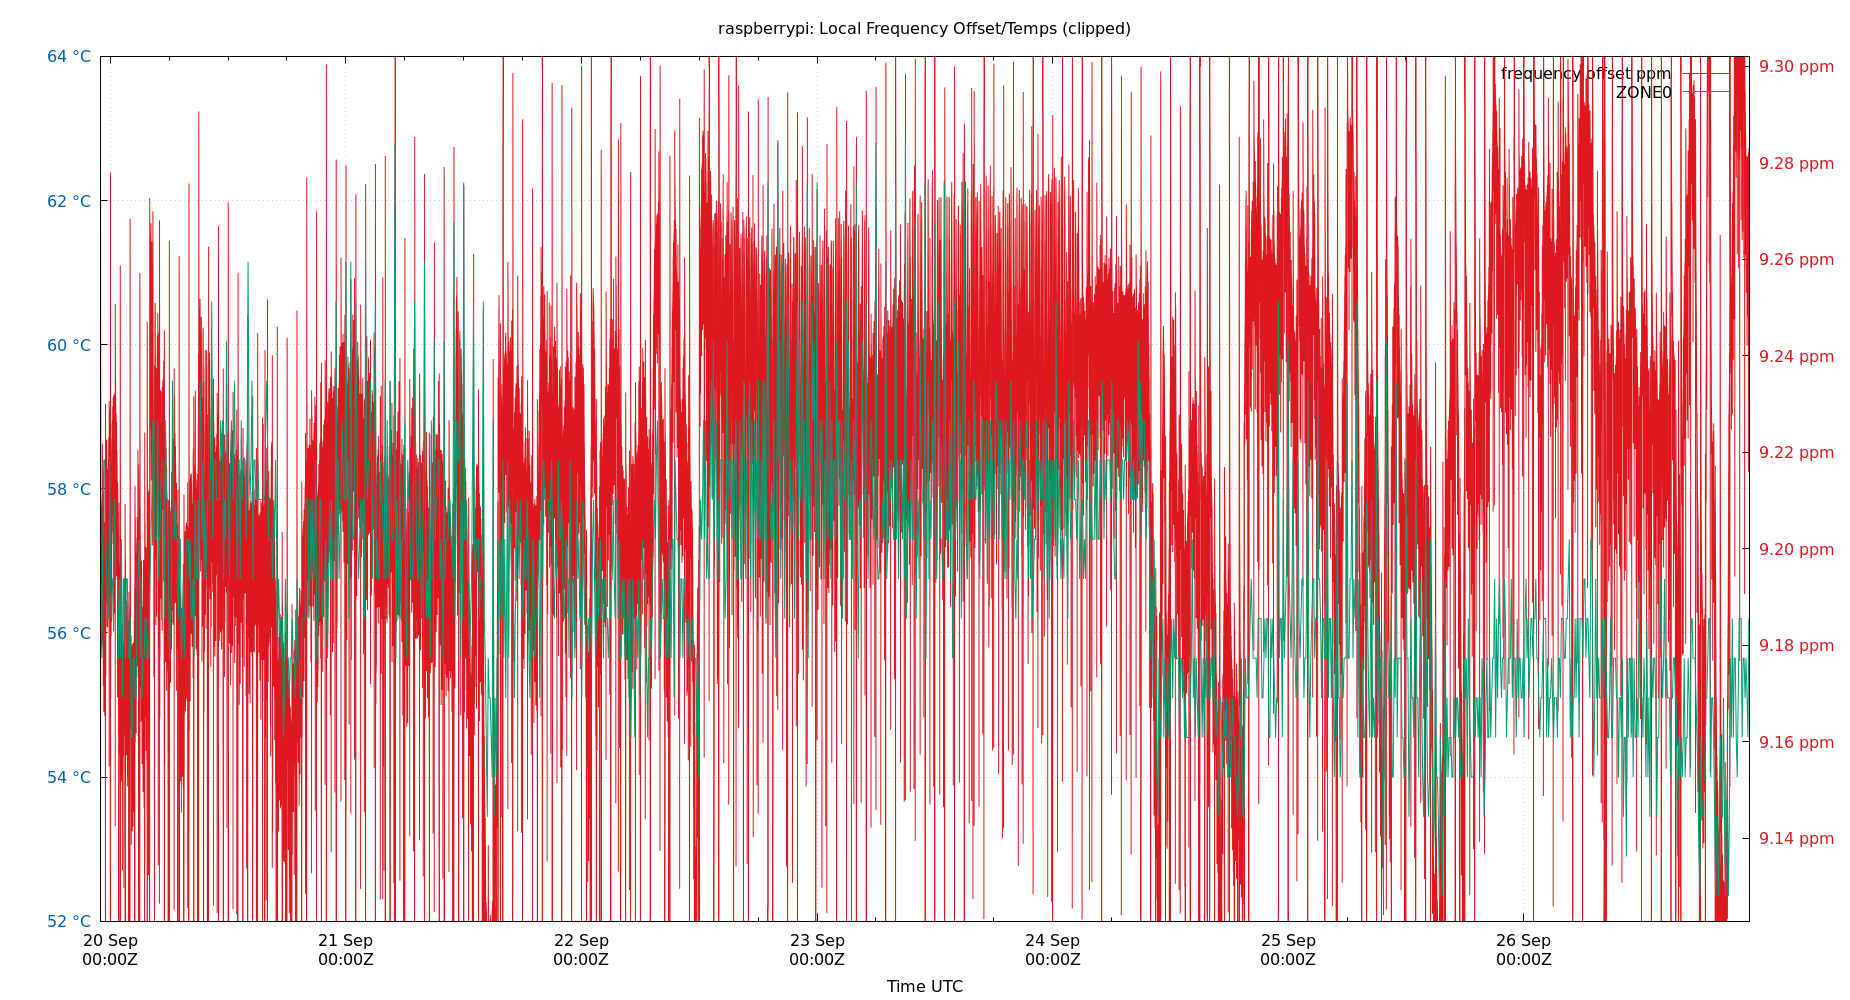 raspberrypi: Local Frequency Offset/Temps (clipped)
64 °C
62 °C
60 °C
58 °C
56 °C
54 °C
52 °C
frequency offset ppm
ZONE0
9.30 ppm
9.28 ppm
9.26 ppm
9.24 ppm
9.22 ppm
9.20 ppm
9.18 ppm
9.16 ppm
9.14 ppm
20 Sep
00:00Z
21 Sep
00:00Z
22 Sep
00:00Z
23 Sep
00:00Z
24 Sep
00:00Z
25 Sep
00:00Z
26 Sep
00:00Z
Time UTC